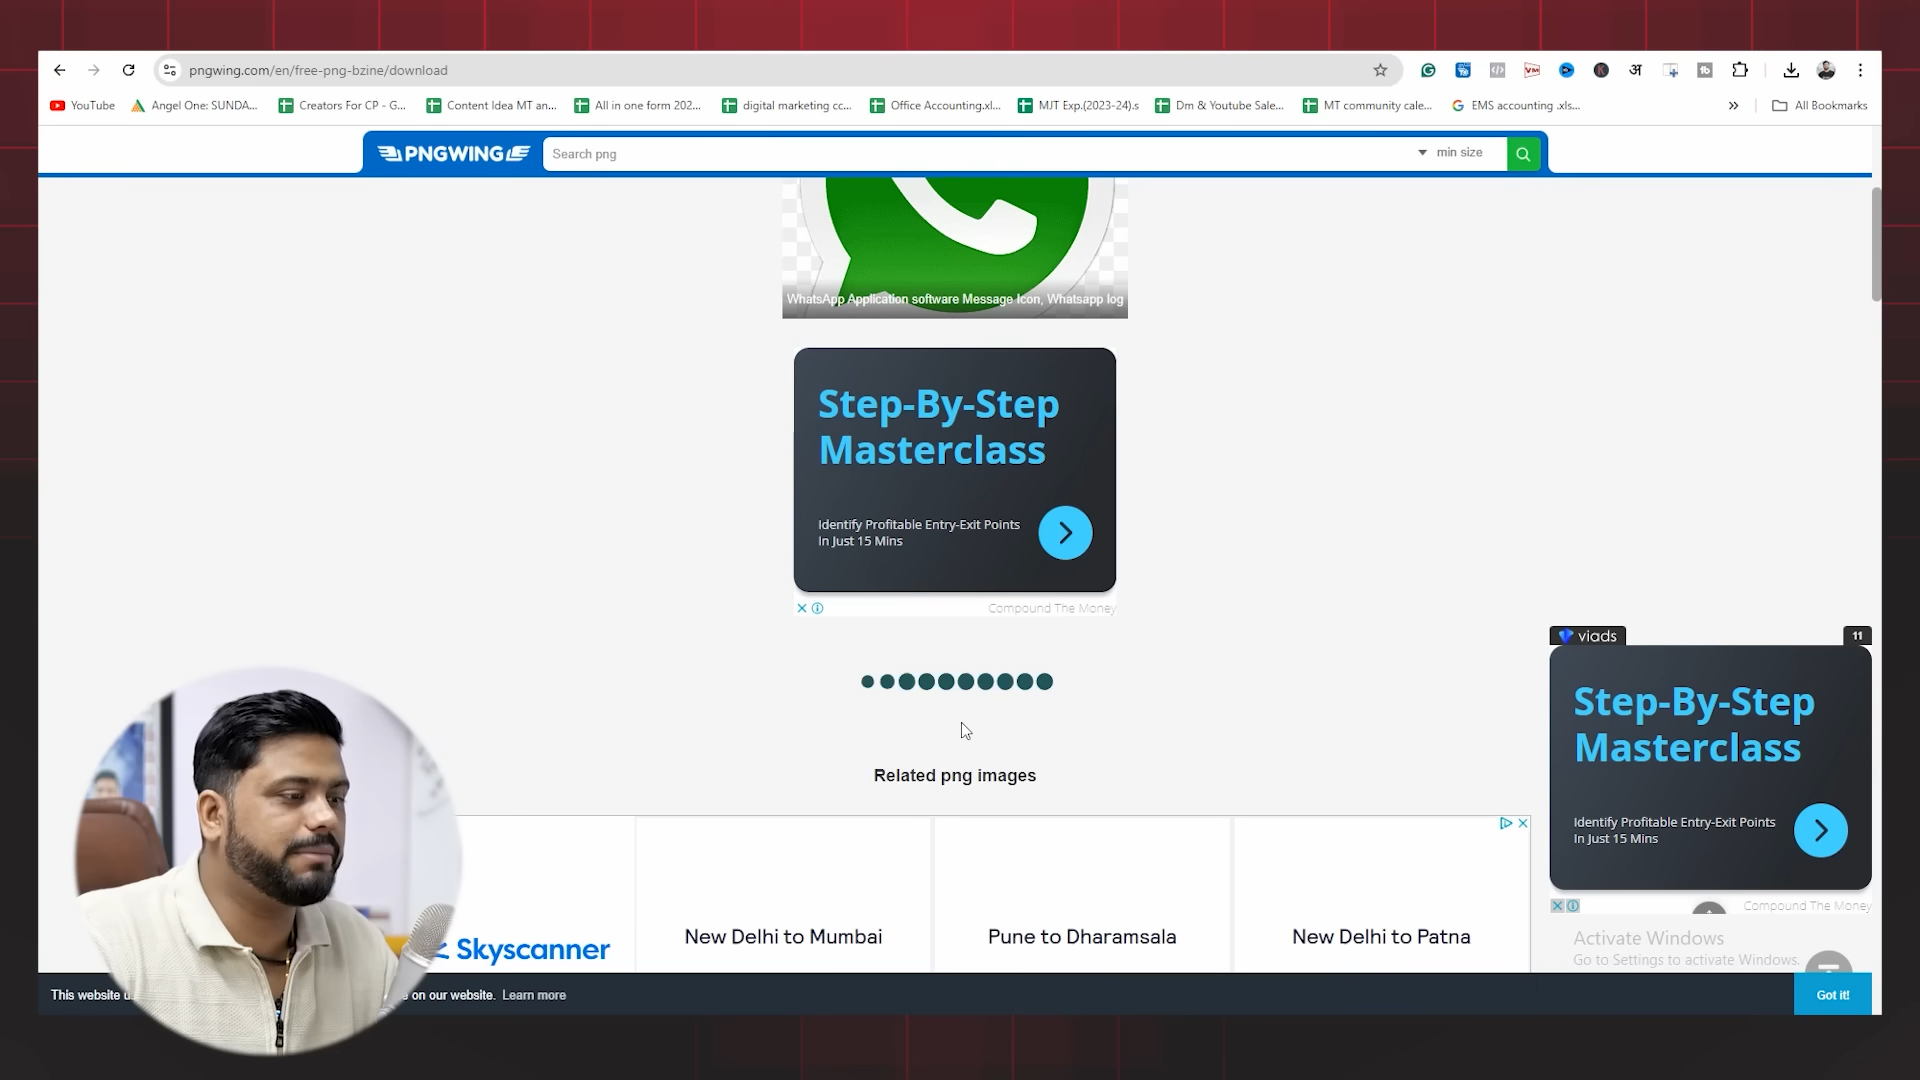 pngwing.com/en/free-png-bzine/download
YouTube
Angel One: SUNDA...
Creators For CP - G...
Content Idea MT an...
All in one form 202...
digital marketing cc...
Office Accounting.xl...
MJT Exp.(2023-24).s
Dm & Youtube Sale...
MT community cale...
EMS accounting .xls...
»
All Bookmarks
PNGWING
Search png
min size
WhatsApp Application software Message Icon, Whatsapp log
Step-By-Step
Masterclass
Identify Profitable Entry-Exit Points
In Just 15 Mins
Compound The Money
viads
11
Step-By-Step
Masterclass
Identify Profitable Entry-Exit Points
In Just 15 Mins
Compound The Money
Related png images
Skyscanner
New Delhi to Mumbai
Pune to Dharamsala
New Delhi to Patna
Activate Windows
Go to Settings to activate Windows.
This website u
on our website. Learn more
Got it!